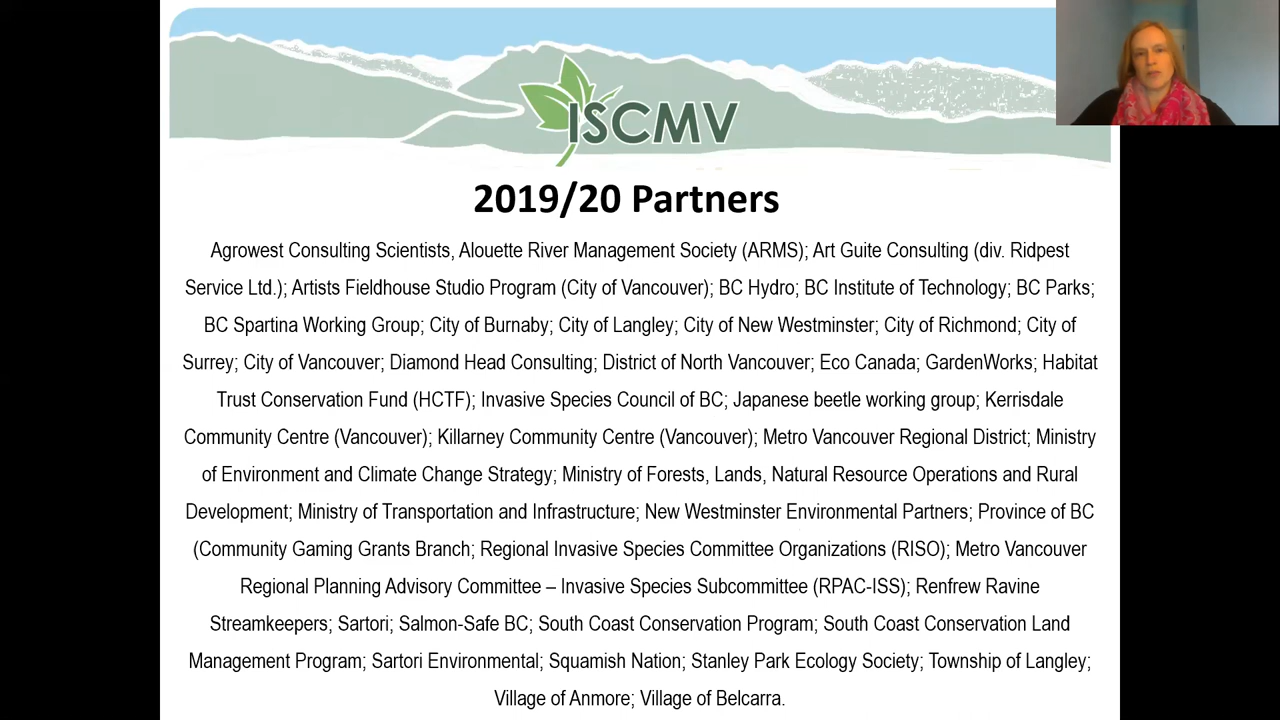 ISCMV
2019/20 Partners
Agrowest Consulting Scientists, Alouette River Management Society (ARMS); Art Guite Consulting (div. Ridpest
Service Ltd.); Artists Fieldhouse Studio Program (City of Vancouver); BC Hydro; BC Institute of Technology; BC Parks;
BC Spartina Working Group; City of Burnaby; City of Langley; City of New Westminster; City of Richmond; City of
Surrey; City of Vancouver; Diamond Head Consulting; District of North Vancouver; Eco Canada; GardenWorks; Habitat
Trust Conservation Fund (HCTF); Invasive Species Council of BC; Japanese beetle working group; Kerrisdale
Community Centre (Vancouver); Killarney Community Centre (Vancouver); Metro Vancouver Regional District; Ministry
of Environment and Climate Change Strategy; Ministry of Forests, Lands, Natural Resource Operations and Rural
Development; Ministry of Transportation and Infrastructure; New Westminster Environmental Partners; Province of BC
(Community Gaming Grants Branch; Regional Invasive Species Committee Organizations (RISO); Metro Vancouver
Regional Planning Advisory Committee – Invasive Species Subcommittee (RPAC-ISS); Renfrew Ravine
Streamkeepers; Sartori; Salmon-Safe BC; South Coast Conservation Program; South Coast Conservation Land
Management Program; Sartori Environmental; Squamish Nation; Stanley Park Ecology Society; Township of Langley;
Village of Anmore; Village of Belcarra.